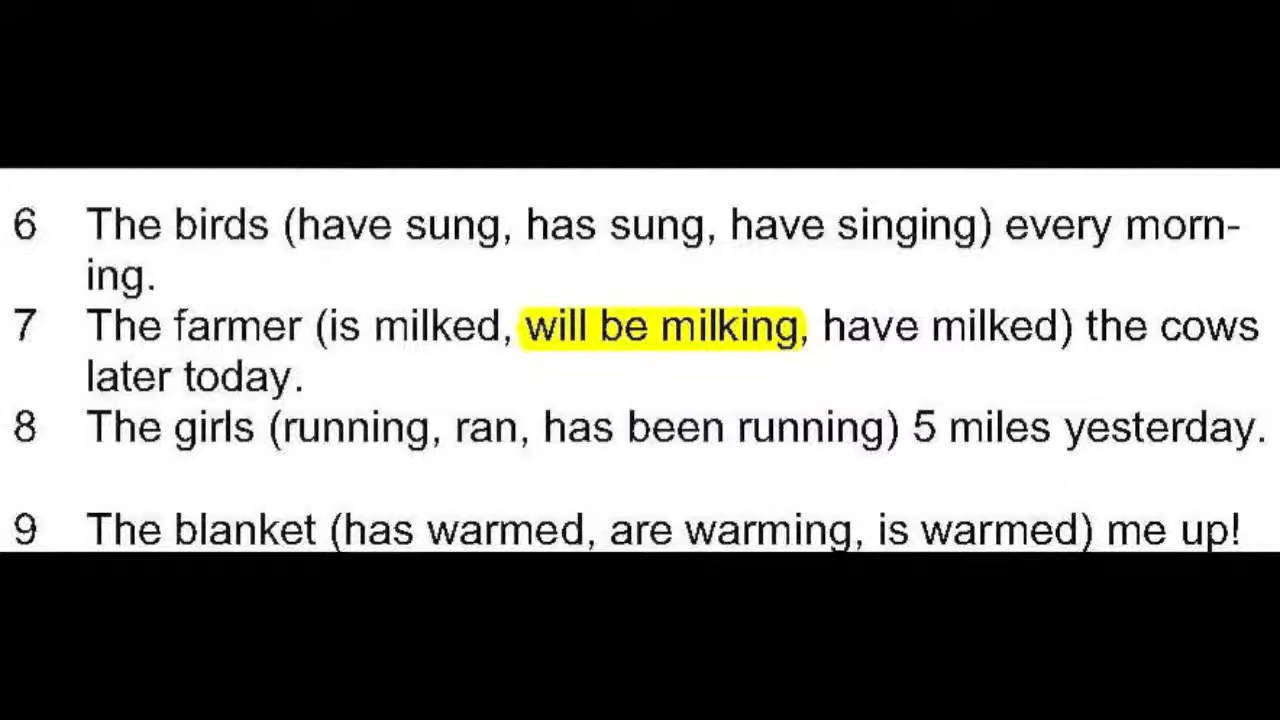 6 The birds (have sung, has sung, have singing) every morn-
ing.
7 The farmer (is milked, will be milking, have milked) the cows
later today.
8 The girls (running, ran, has been running) 5 miles yesterday.
9 The blanket (has warmed, are warming, is warmed) me up!